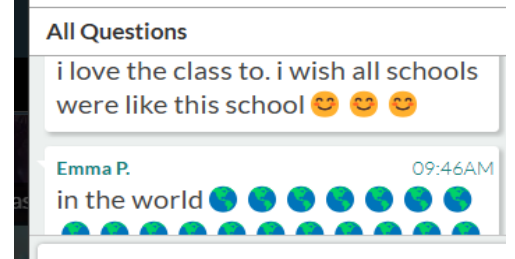 All Questions
i love the class to. i wish all schools
were like this school 😊 😊 😊
Emma P. 09:46AM
in the world 🌎 🌎 🌎 🌎 🌎 🌎 🌎
🌎 🌎 🌎 🌎 🌎 🌎 🌎 🌎 🌎 🌎 🌎